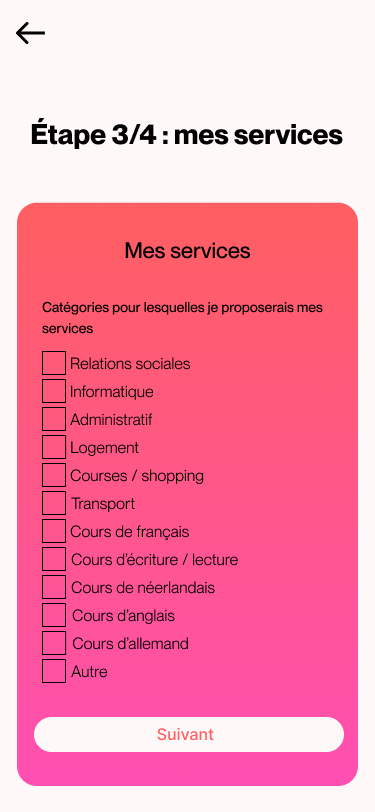 Étape 3/4 : mes services
Mes services
Catégories pour lesquelles je proposerais mes
services
Relations sociales
Informatique
Administratif
Logement
Courses / shopping
Transport
Cours de français
Cours d'écriture / lecture
Cours de néerlandais
Cours d'anglais
Cours d'allemand
Autre
Suivant